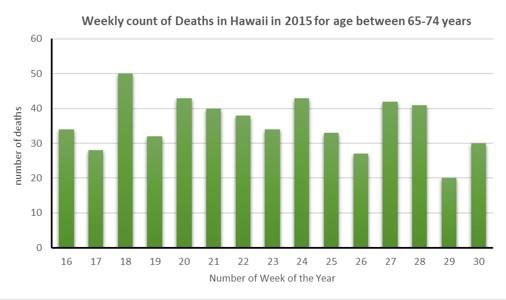 Weekly count of Deaths in Hawaii in 2015 for age between 65-74 years
number of deaths
60
50
40
30
20
10
0
16 17 18 19 20 21 22 23 24 25 26 27 28 29 30
Number of Week of the Year